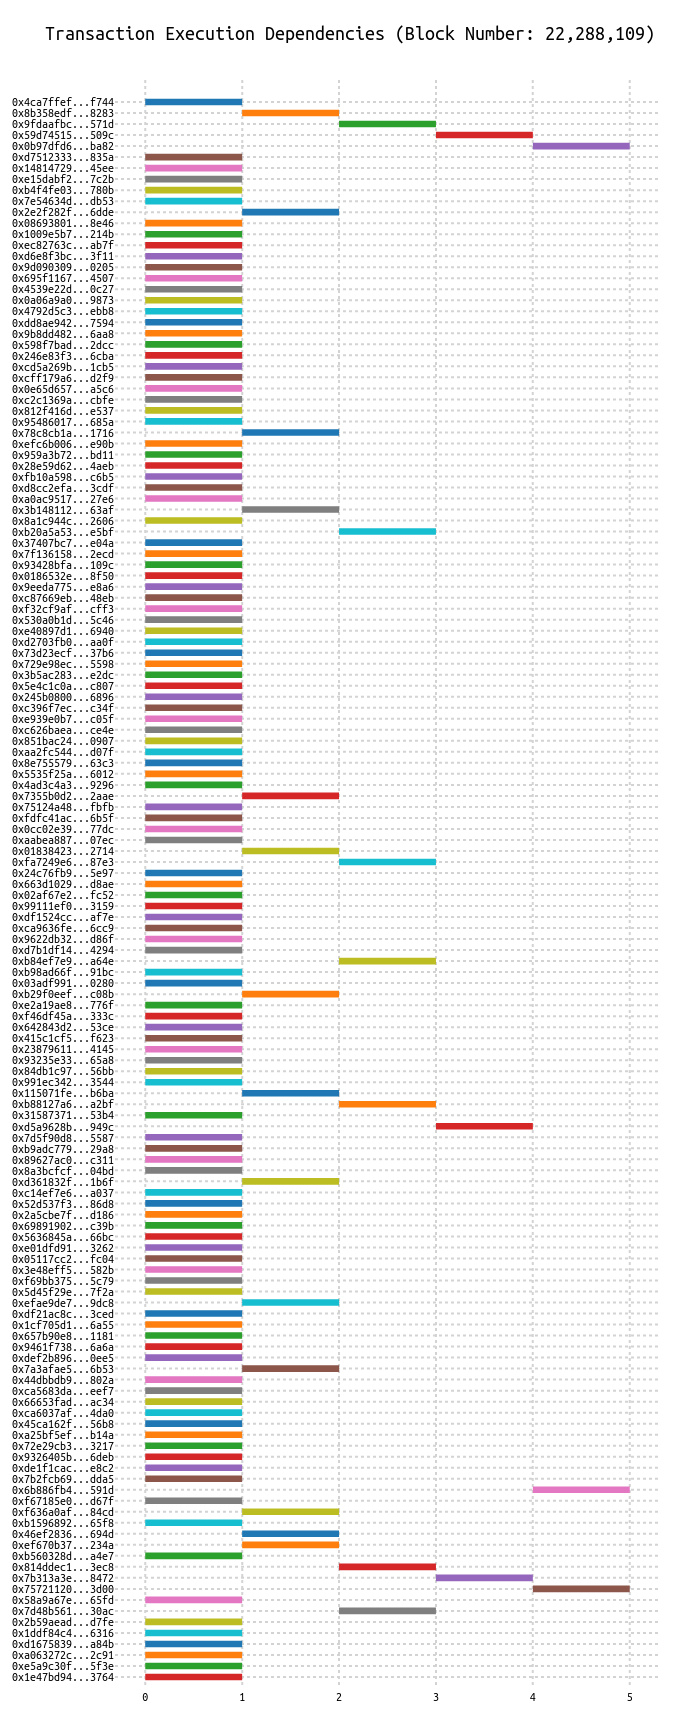 Transaction Execution Dependencies (Block Number: 22,288,109)
0x4ca7ffef...f744
0x8b358edf...8283
0x9fdaafbc...571d
0x59d74515...509c
0x0b97dfd6...ba82
0xd7512333...835a
0x14814729...45ee
0xe15dabf2...7c2b
0xb4f4fe03...780b
0x7e54634d...db53
0x2e2f282f...6dde
0x08693801...8e46
0x1009e5b7...214b
0xec82763c...ab7f
0xd6e8f3bc...3f11
0x9d090309...0205
0x695f1167...4507
0x4539e22d...0c27
0x0a06a9a0...9873
0x4792d5c3...ebb8
0xdd8ae942...7594
0x9b8dd482...6aa8
0x598f7bad...2dcc
0x246e83f3...6cba
0xcd5a269b...1cb5
0xcff179a6...d2f9
0x0e65d657...a5c6
0xc2c1369a...cbfe
0x812f416d...e537
0x95486017...685a
0x78c8cb1a...1716
0xefc6b006...e90b
0x959a3b72...bd11
0x28e59d62...4aeb
0xfb10a598...c6b5
0xd8cc2efa...3cdf
0xa0ac9517...27e6
0x3b148112...63af
0x8a1c944c...2606
0xb20a5a53...e5bf
0x37407bc7...e04a
0x7f136158...2ecd
0x93428bfa...109c
0x0186532e...8f50
0x9eeda775...e8a6
0xc87669eb...48eb
0xf32cf9af...cff3
0x530a0b1d...5c46
0xe40897d1...6940
0xd2703fb0...aa0f
0x73d23ecf...37b6
0x729e98ec...5598
0x3b5ac283...e2dc
0x5e4c1c0a...c807
0x245b0800...6896
0xc396f7ec...c34f
0xe939e0b7...c05f
0xc626baea...ce4e
0x851bac24...0907
0xaa2fc544...d07f
0x8e755579...63c3
0x5535f25a...6012
0x4ad3c4a3...9296
0x7355b0d2...2aae
0x75124a48...fbfb
0xfdfc41ac...6b5f
0x0cc02e39...77dc
0xaabea887...07ec
0x01838423...2714
0xfa7249e6...87e3
0x24c76fb9...5e97
0x663d1029...d8ae
0x02af67e2...fc52
0x99111ef0...3159
0xdf1524cc...af7e
0xca9636fe...6cc9
0x9622db32...d86f
0xd7b1df14...4294
0xb84ef7e9...a64e
0xb98ad66f...91bc
0x03adf991...0280
0xb29f0eef...c08b
0xe2a19ae8...776f
0xf46df45a...333c
0x642843d2...53ce
0x415c1cf5...f623
0x23879611...4145
0x93235e33...65a8
0x84db1c97...56bb
0x991ec342...3544
0x115071fe...b6ba
0xb88127a6...a2bf
0x31587371...53b4
0xd5a9628b...949c
0x7d5f90d8...5587
0xb9adc779...29a8
0x89627ac0...c311
0x8a3bcfcf...04bd
0xd361832f...1b6f
0xc14ef7e6...a037
0x52d537f3...86d8
0x2a5cbe7f...d186
0x69891902...c39b
0x5636845a...66bc
0xe01dfd91...3262
0x05117cc2...fc04
0x3e48eff5...582b
0xf69bb375...5c79
0x5d45f29e...7f2a
0xefae9de7...9dc8
0xdf21ac8c...3ced
0x1cf705d1...6a55
0x657b90e8...1181
0x9461f738...6a6a
0xdef2b896...0ee5
0x7a3afae5...6b53
0x44dbbdb9...802a
0xca5683da...eef7
0x66653fad...ac34
0xca6037af...4da0
0x45ca162f...56b8
0xa25bf5ef...b14a
0x72e29cb3...3217
0x9326405b...6deb
0xde1f1cac...e8c2
0x7b2fcb69...dda5
0x6b886fb4...591d
0xf67185e0...d67f
0xf636a0af...84cd
0xb1596892...65f8
0x46ef2836...694d
0xef670b37...234a
0xb560328d...a4e7
0x814ddec1...3ec8
0x7b313a3e...8472
0x75721120...3d00
0x58a9a67e...65fd
0x7d48b561...30ac
0x2b59aead...d7fe
0x1ddf84c4...6316
0xd1675839...a84b
0xa063272c...2c91
0xe5a9c30f...5f3e
0x1e47bd94...3764
0 1 2 3 4 5